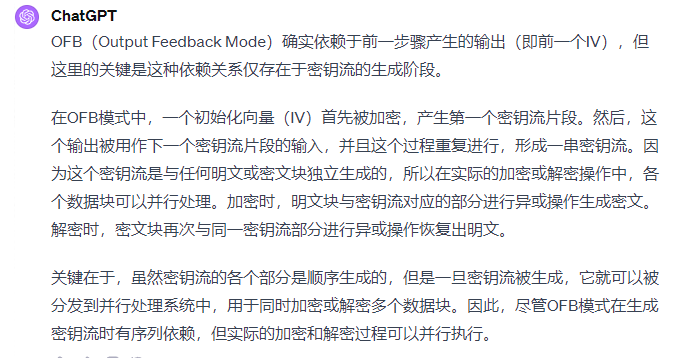 ChatGPT
OFB（Output Feedback Mode）确实依赖于前一步骤产生的输出（即前一个IV），但
这里的关键是这种依赖关系仅存在于密钥流的生成阶段。
在OFB模式中，一个初始化向量（IV）首先被加密，产生第一个密钥流片段。然后，这
个输出被用作下一个密钥流片段的输入，并且这个过程重复进行，形成一串密钥流。因
为这个密钥流是与任何明文或密文块独立生成的，所以在实际的加密或解密操作中，各
个数据块可以并行处理。加密时，明文块与密钥流对应的部分进行异或操作生成密文。
解密时，密文块再次与同一密钥流部分进行异或操作恢复出明文。
关键在于，虽然密钥流的各个部分是顺序生成的，但是一旦密钥流被生成，它就可以被
分发到并行处理系统中，用于同时加密或解密多个数据块。因此，尽管OFB模式在生成
密钥流时有序列依赖，但实际的加密和解密过程可以并行执行。